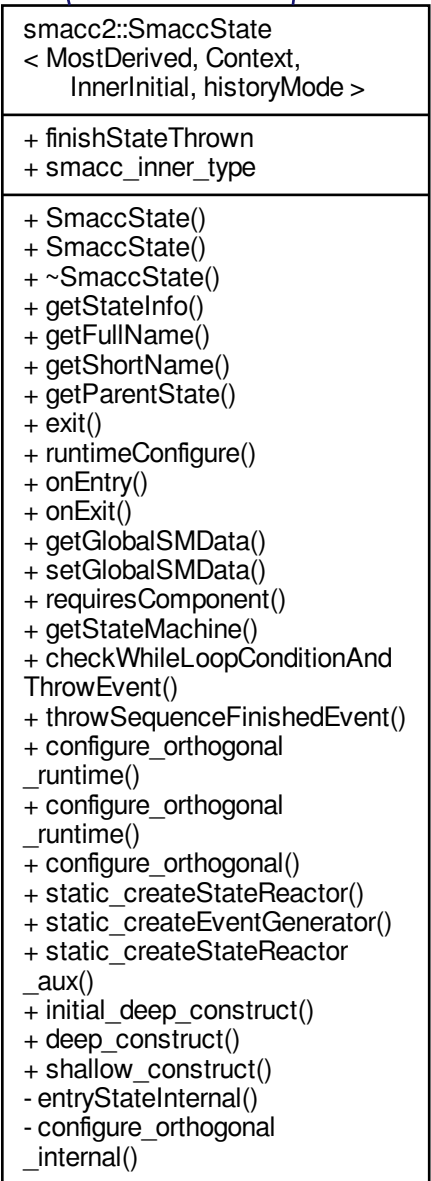 smacc2::SmaccState
< MostDerived, Context,
InnerInitial, historyMode >
+ finishStateThrown
+ smacc_inner_type
+ SmaccState()
+ SmaccState()
+ ~SmaccState()
+ getStateInfo()
+ getFullName()
+ getShortName()
+ getParentState()
+ exit()
+ runtimeConfigure()
+ onEntry()
+ onExit()
+ getGlobalSMData()
+ setGlobalSMData()
+ requiresComponent()
+ getStateMachine()
+ checkWhileLoopConditionAnd
ThrowEvent()
+ throwSequenceFinishedEvent()
+ configure_orthogonal
_runtime()
+ configure_orthogonal
_runtime()
+ configure_orthogonal()
+ static_createStateReactor()
+ static_createEventGenerator()
+ static_createStateReactor
_aux()
+ initial_deep_construct()
+ deep_construct()
+ shallow_construct()
- entryStateInternal()
- configure_orthogonal
_internal()